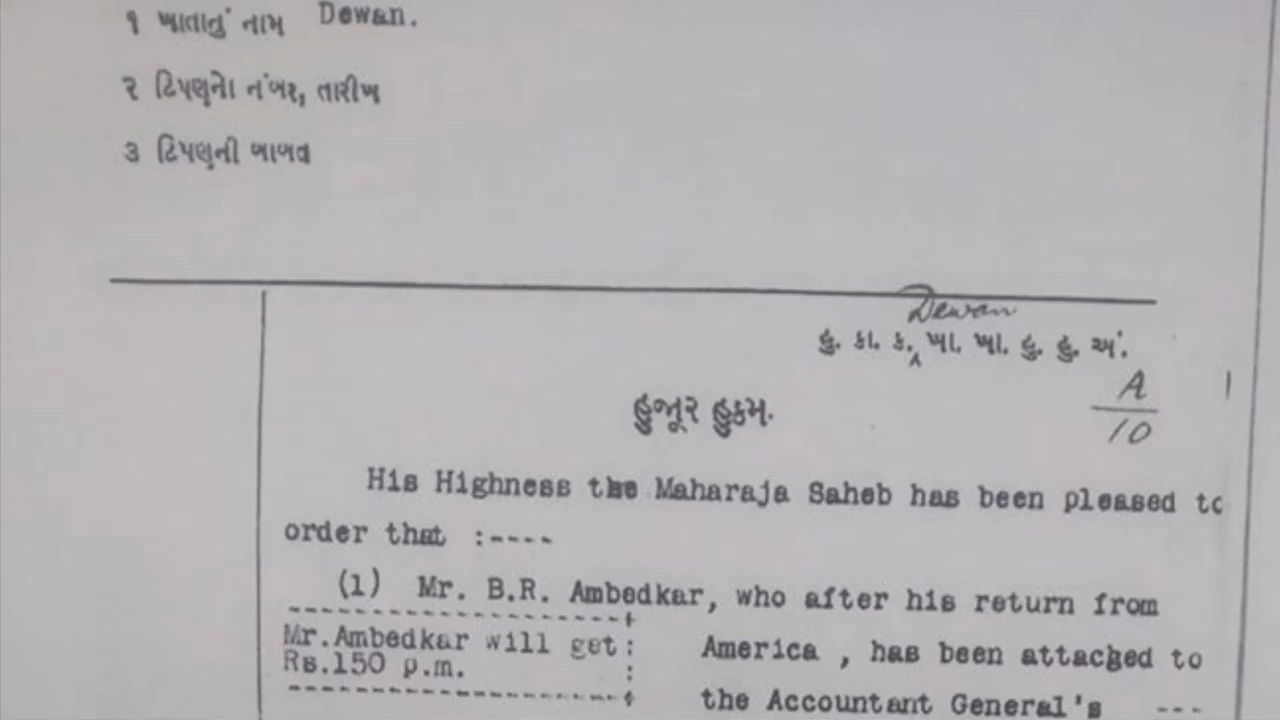 ૧ ખાતાનું નામ Dewan.
૨ ટિપણનો નંબર, તારીખ
૩ ટિપણની બાબત
Dewan
હુ. કા. ક. ખા. ખા. હુ. હુ. અં.
A
10
હુજૂર હુકમ.
His Highness the Maharaja Saheb has been pleased to
order that :----
(1) Mr. B.R. Ambedkar, who after his return from
Mr.Ambedkar will get: America , has been attached to
Rs.150 p.m. :
the Accountant General's ---